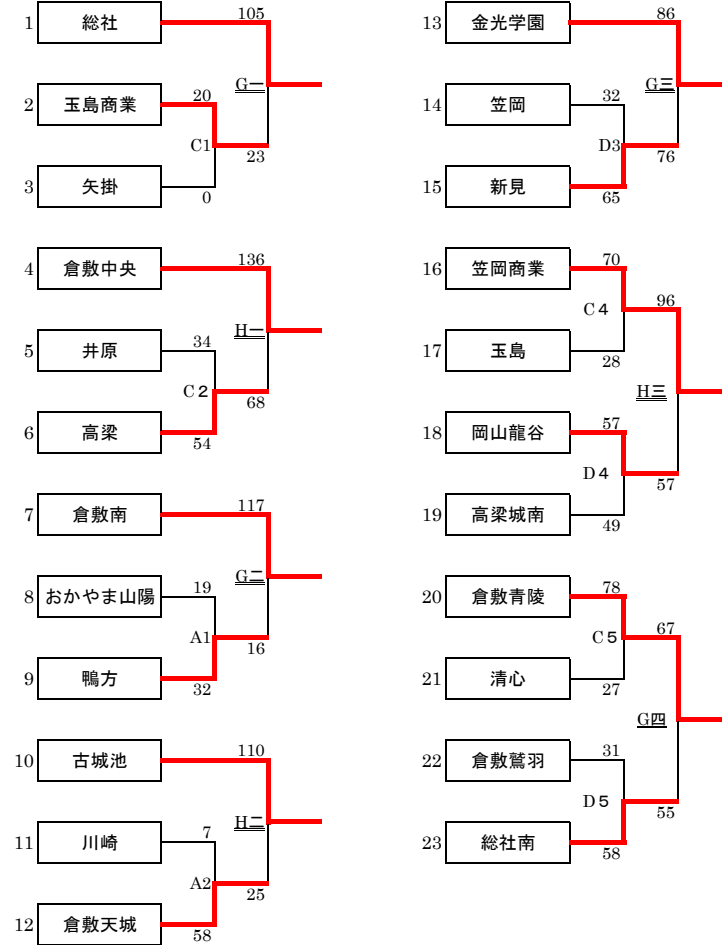 1 総社 105
G一
2 玉島商業 20
C1
23
3 矢掛 0
4 倉敷中央 136
H一
5 井原 34
C２
68
6 高梁 54
7 倉敷南 117
G二
8 おかやま山陽 19
A1
16
9 鴨方 32
10 古城池 110
H二
11 川崎 7
A2
25
12 倉敷天城 58
13 金光学園 86
G三
14 笠岡 32
D3
76
15 新見 65
16 笠岡商業 70
C４
96
17 玉島 28
H三
18 岡山龍谷 57
D４
57
19 高梁城南 49
20 倉敷青陵 78
C５
67
21 清心 27
G四
22 倉敷鷲羽 31
D５
55
23 総社南 58